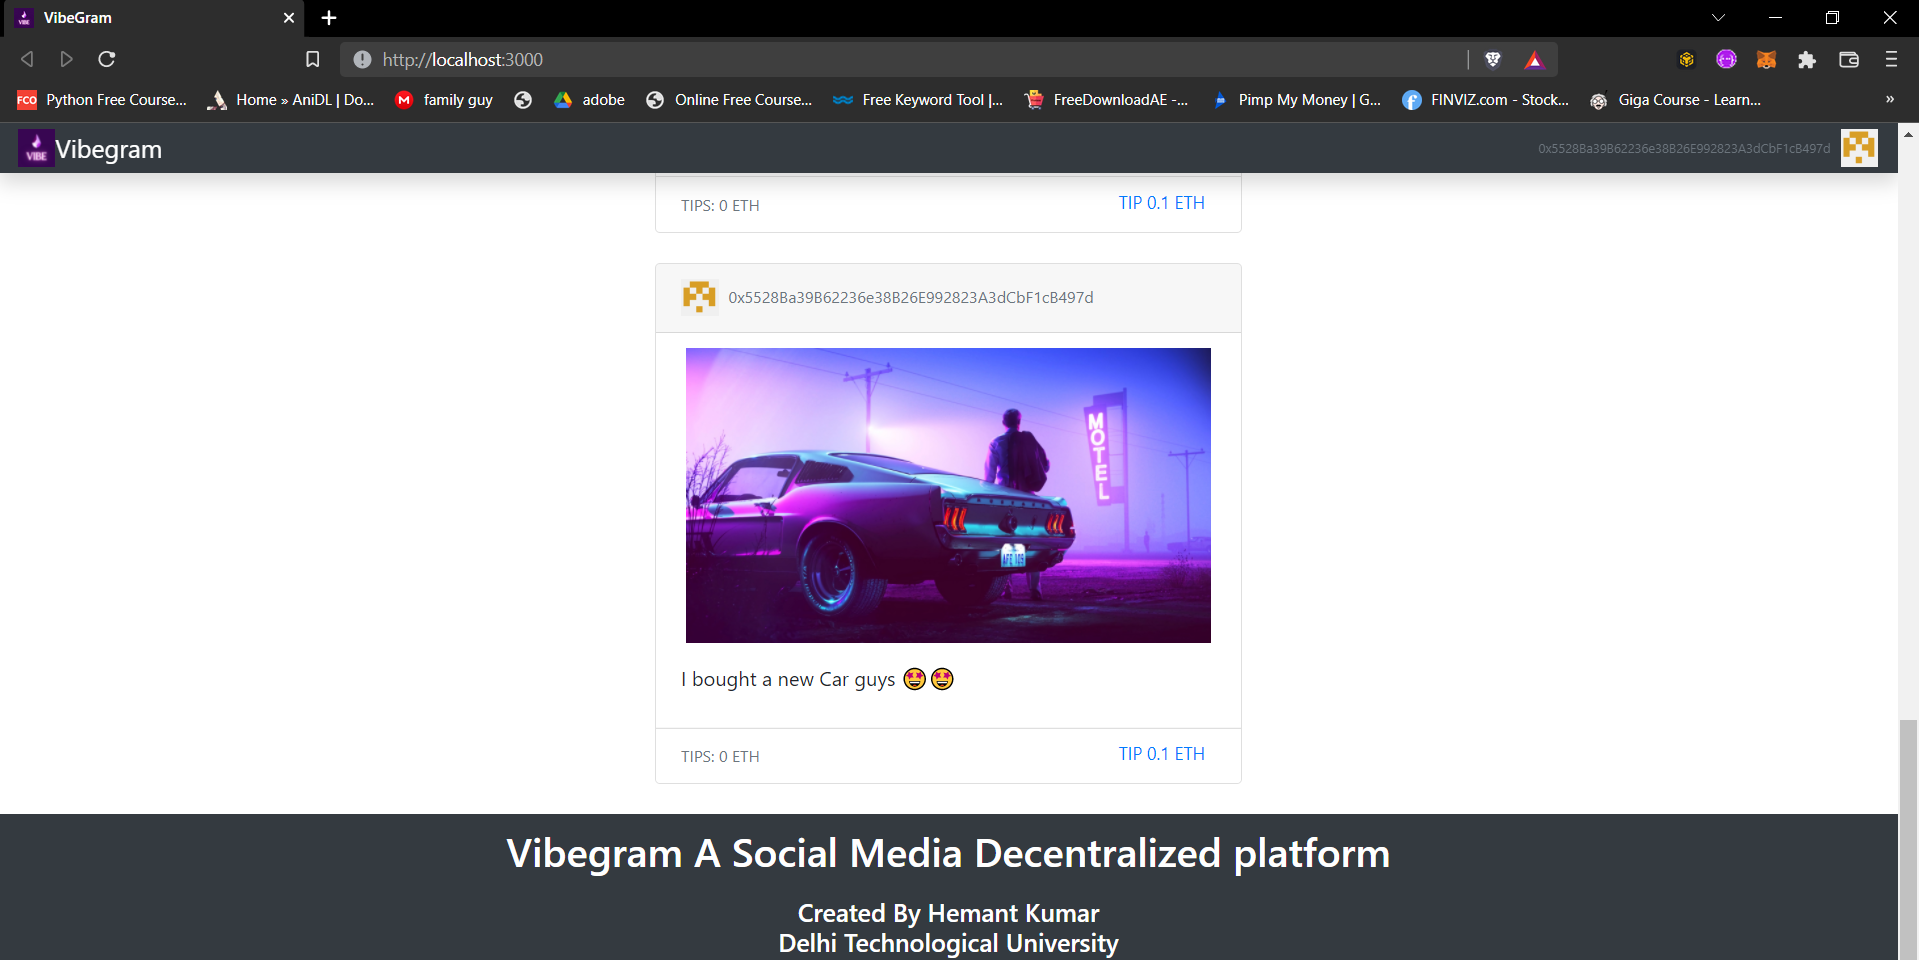 VibeGram
http://localhost:3000
FCO Python Free Course...
Home » AniDL | Do...
M family guy
adobe
Online Free Course...
Free Keyword Tool |...
FreeDownloadAE -...
Pimp My Money | G...
FINVIZ.com - Stock...
Giga Course - Learn...
»
VIBE Vibegram
0x5528Ba39B62236e38B26E992823A3dCbF1cB497d
TIPS: 0 ETH
TIP 0.1 ETH
0x5528Ba39B62236e38B26E992823A3dCbF1cB497d
MOTEL
I bought a new Car guys 🤩🤩
TIPS: 0 ETH
TIP 0.1 ETH
Vibegram A Social Media Decentralized platform
Created By Hemant Kumar
Delhi Technological University